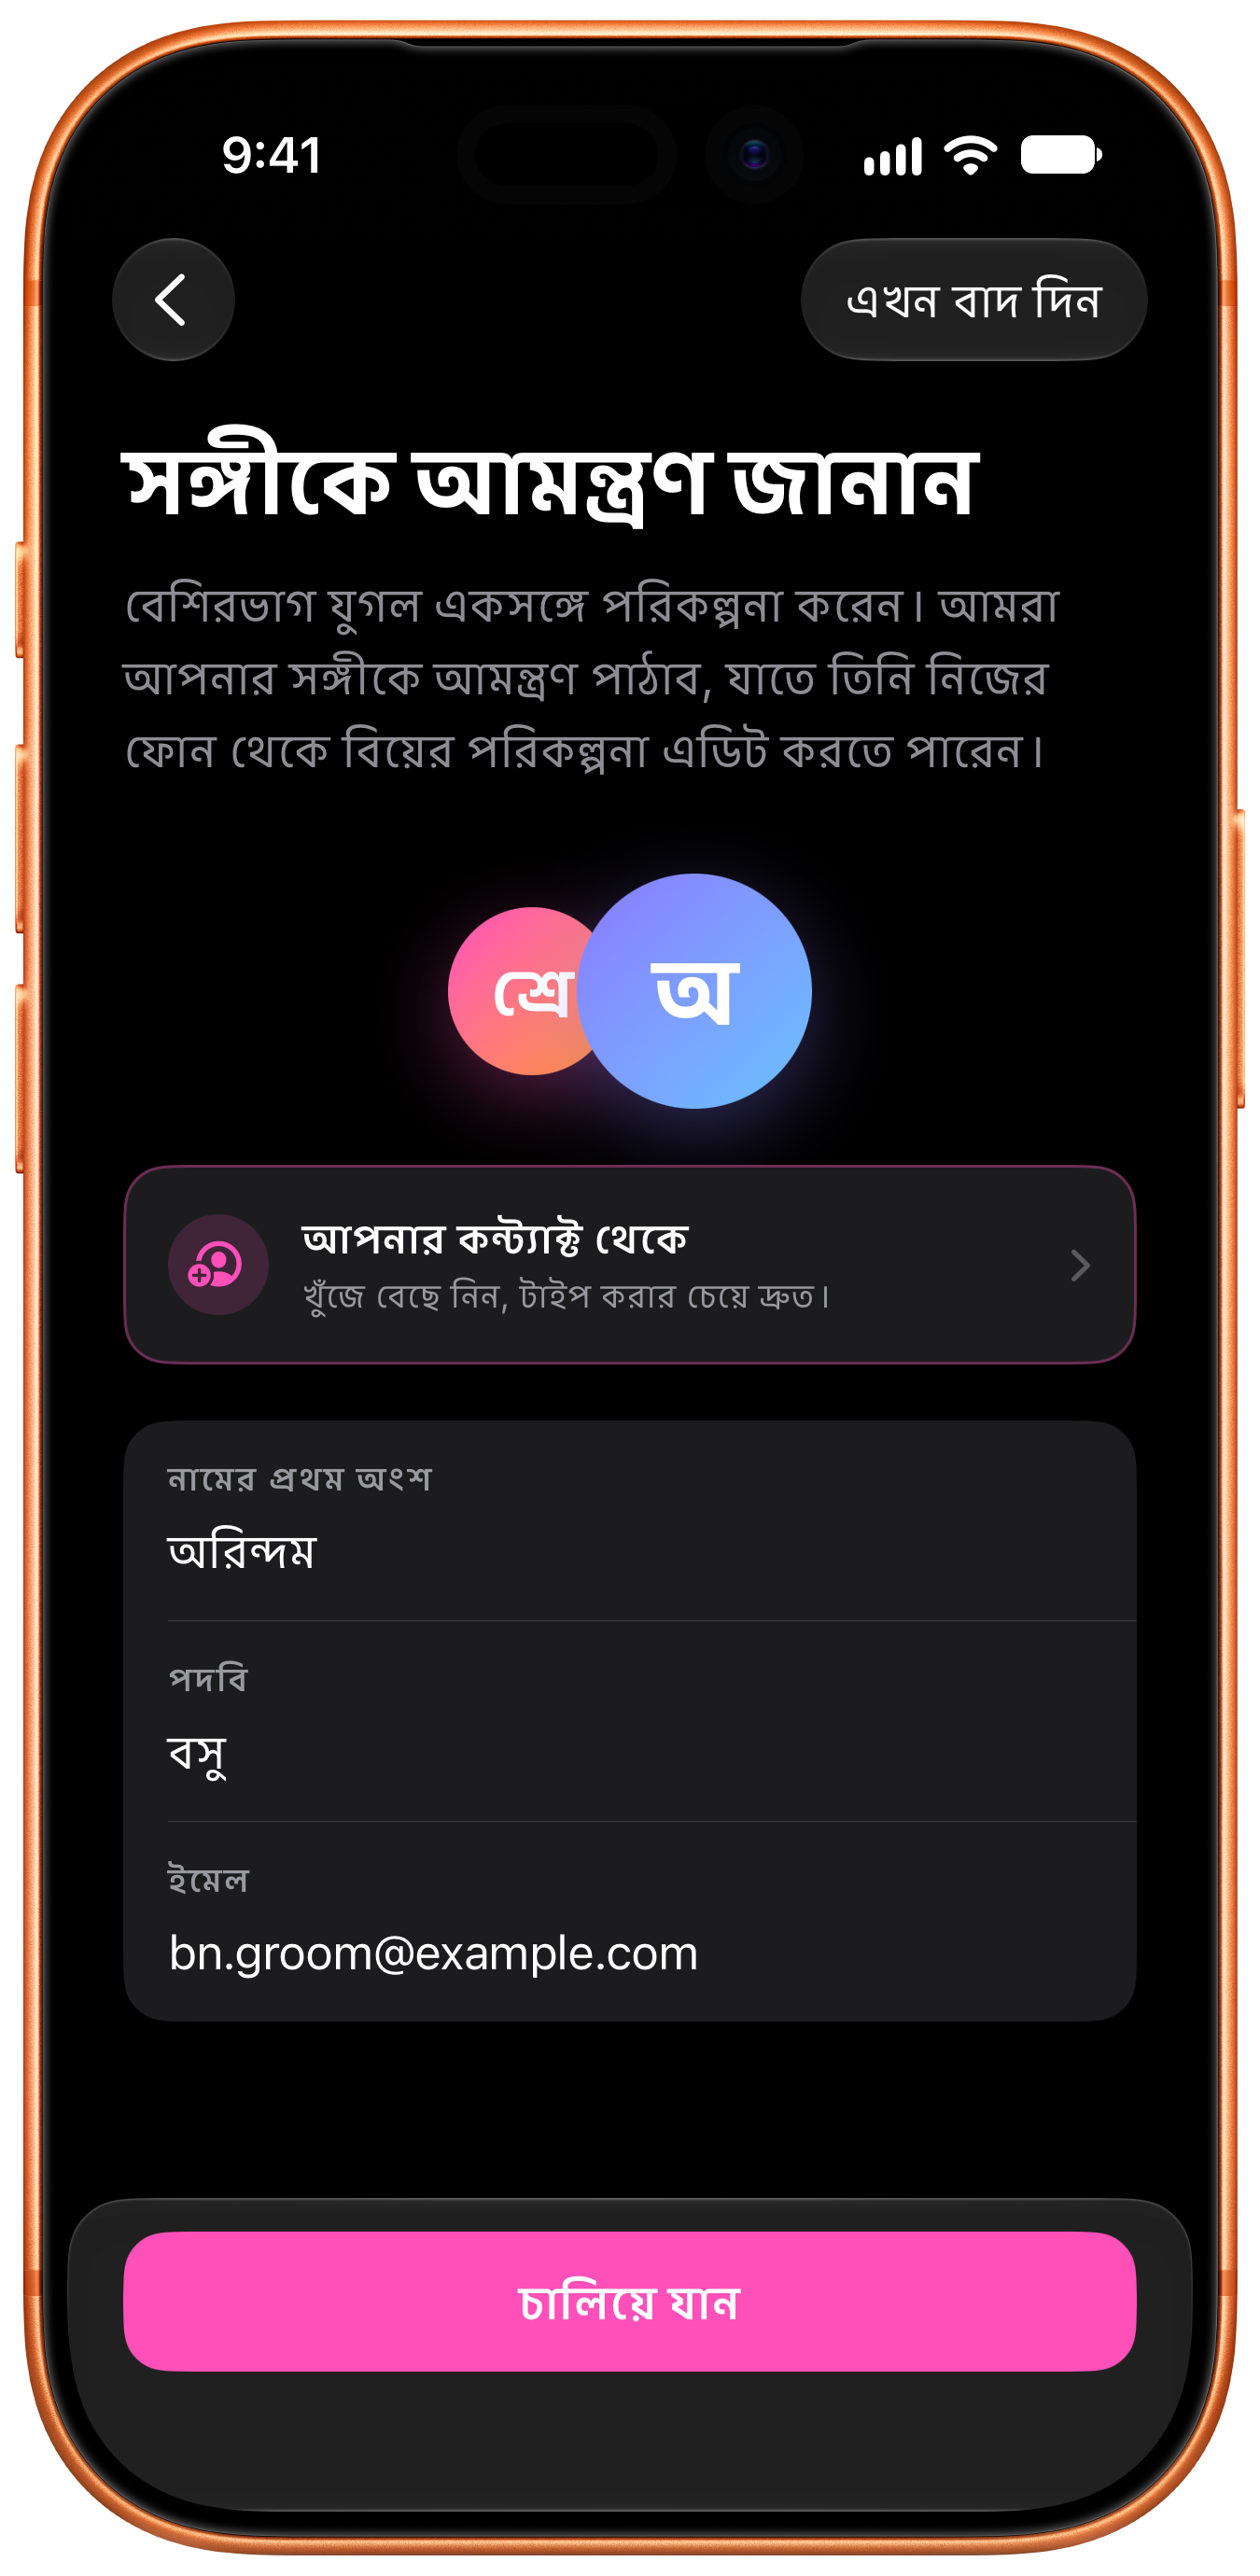 9:41
এখন বাদ দিন
সঙ্গীকে আমন্ত্রণ জানান
বেশিরভাগ যুগল একসঙ্গে পরিকল্পনা করেন। আমরা
আপনার সঙ্গীকে আমন্ত্রণ পাঠাব, যাতে তিনি নিজের
ফোন থেকে বিয়ের পরিকল্পনা এডিট করতে পারেন।
শ্রে
অ
আপনার কন্ট্যাক্ট থেকে
খুঁজে বেছে নিন, টাইপ করার চেয়ে দ্রুত।
নামের প্রথম অংশ
অরিন্দম
পদবি
বসু
ইমেল
bn.groom@example.com
চালিয়ে যান